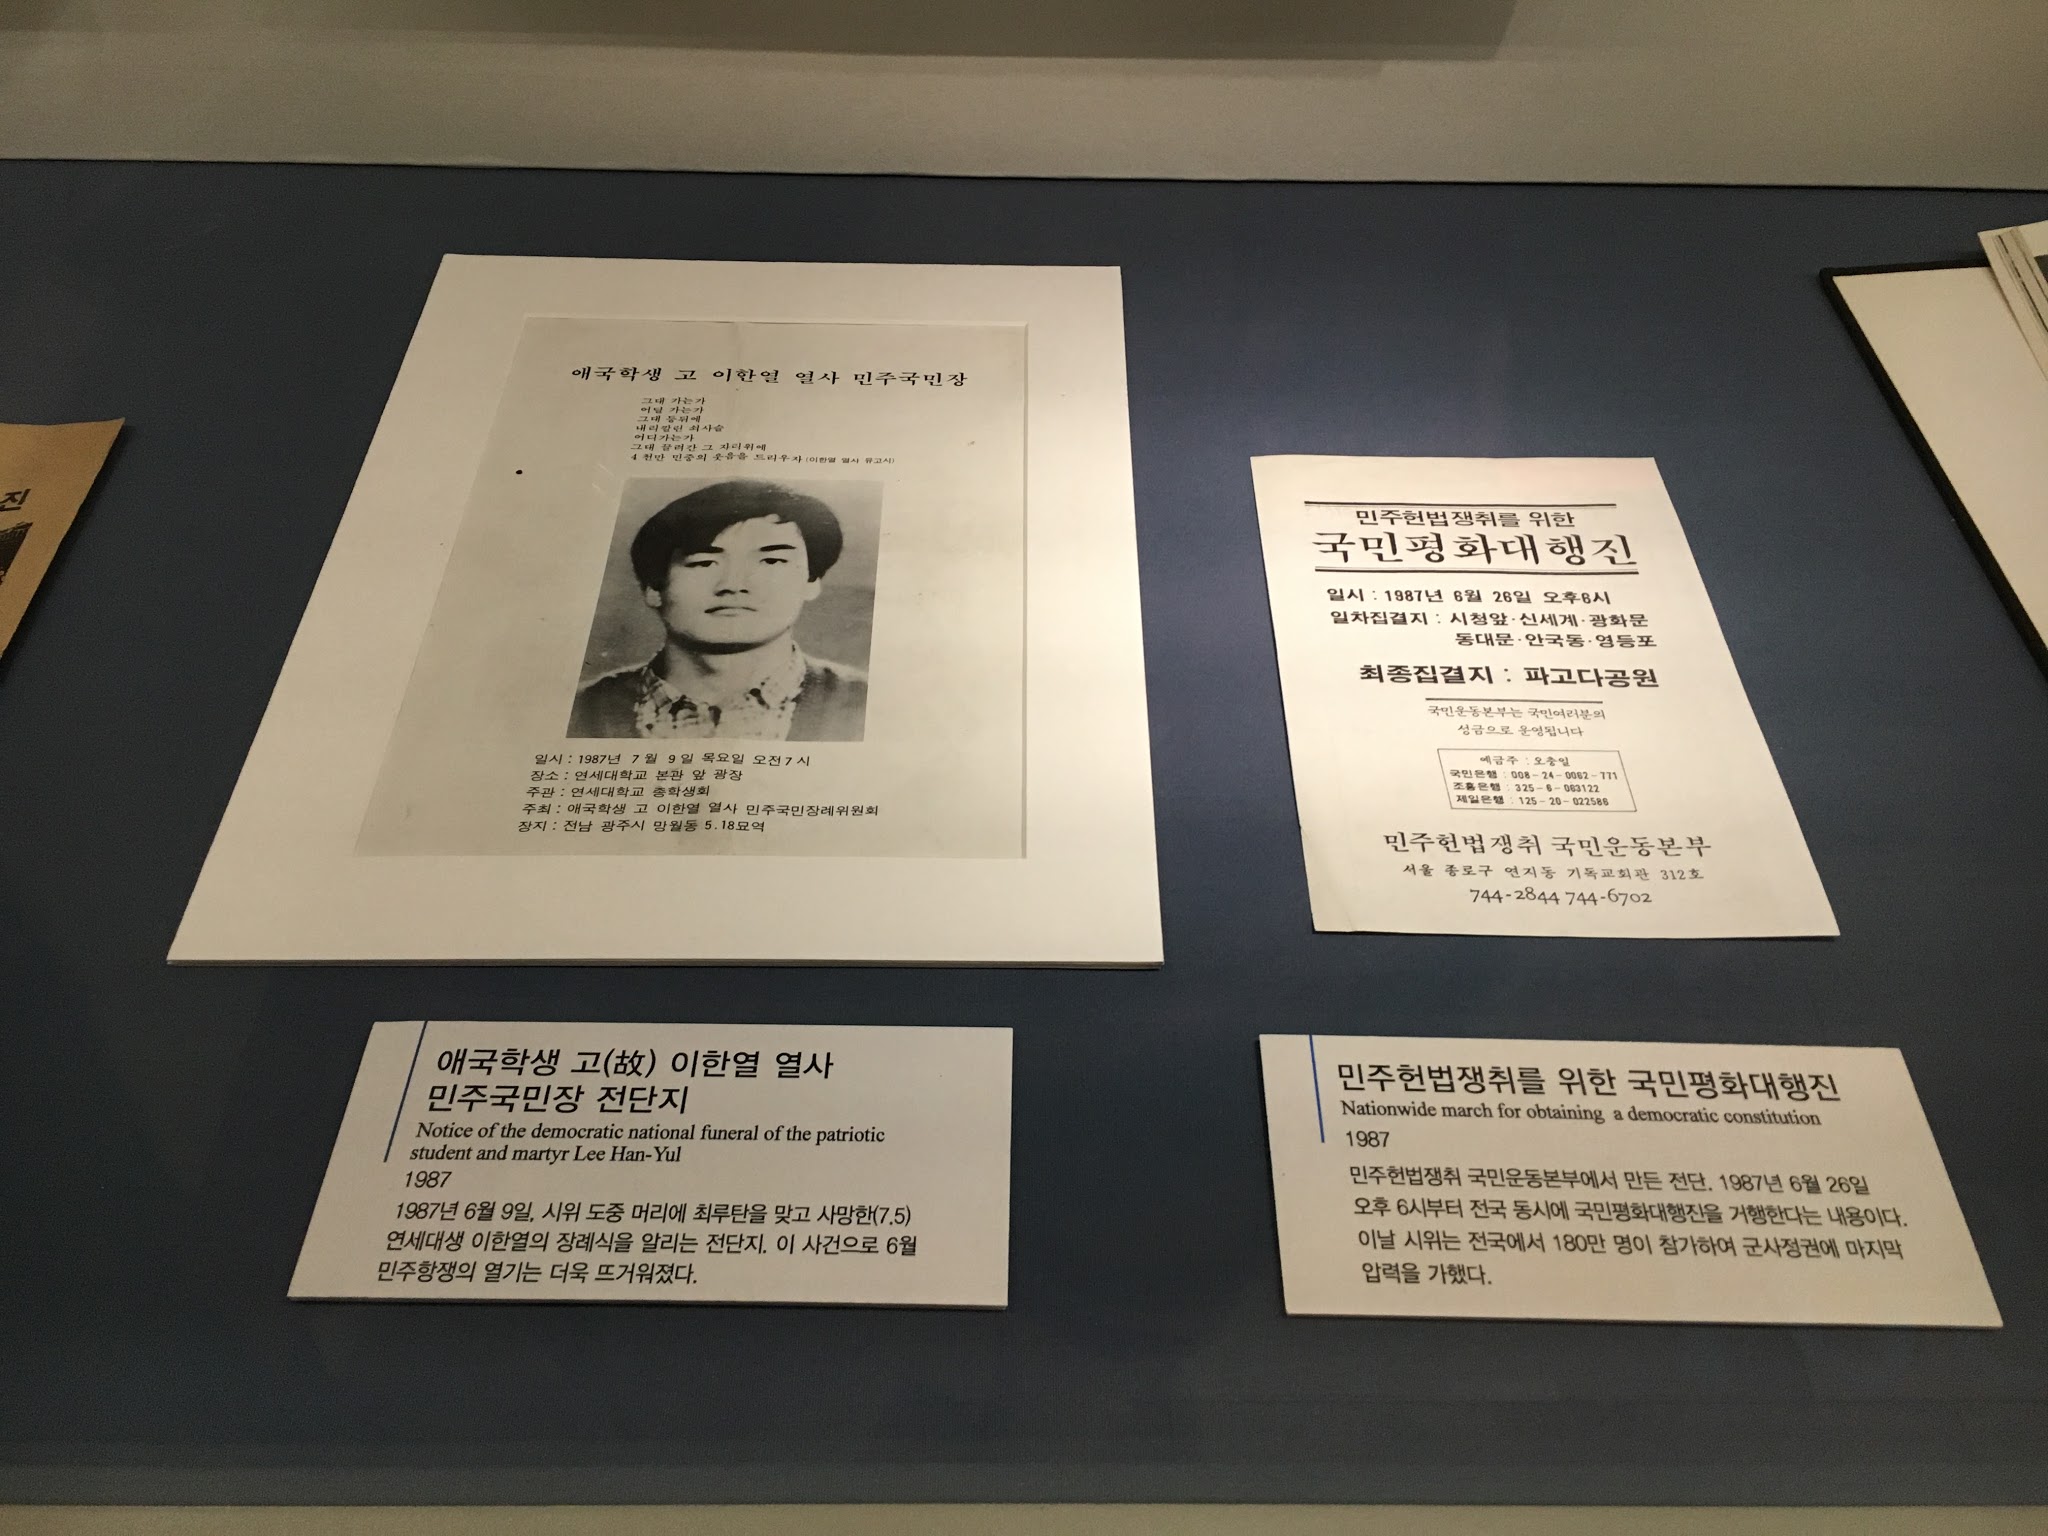 진
애국학생 고 이한열 열사 민주국민장
그대 가는가
어딜 가는가
그대 등뒤에
내리깔린 쇠사슬
어디가는가
그대 끌려간 그 자리위에
4천만 민중의 웃음을 드리우자 (이한열 열사 유고시)
일시 : 1987년 7월 9일 목요일 오전7시
장소 : 연세대학교 본관 앞 광장
주관 : 연세대학교 총학생회
주최 : 애국학생 고 이한열 열사 민주국민장례위원회
장지 : 전남 광주시 망월동 5.18묘역
애국학생 고(故) 이한열 열사
민주국민장 전단지
Notice of the democratic national funeral of the patriotic
student and martyr Lee Han-Yul
1987
1987년 6월 9일, 시위 도중 머리에 최루탄을 맞고 사망한(7.5)
연세대생 이한열의 장례식을 알리는 전단지. 이 사건으로 6월
민주항쟁의 열기는 더욱 뜨거워졌다.
민주헌법쟁취를 위한
국민평화대행진
일시 : 1987년 6월 26일 오후6시
일차집결지 : 시청앞·신세계·광화문
동대문·안국동·영등포
최종집결지 : 파고다공원
국민운동본부는 국민여러분의
성금으로 운영됩니다
예금주 : 오충일
국민은행 : 008-24-0062-771
조흥은행 : 325-6-063122
제일은행 : 125-20-022586
민주헌법쟁취 국민운동본부
서울 종로구 연지동 기독교회관 312호
744-2844 744-6702
민주헌법쟁취를 위한 국민평화대행진
Nationwide march for obtaining a democratic constitution
1987
민주헌법쟁취 국민운동본부에서 만든 전단. 1987년 6월 26일
오후 6시부터 전국 동시에 국민평화대행진을 거행한다는 내용이다.
이날 시위는 전국에서 180만 명이 참가하여 군사정권에 마지막
압력을 가했다.